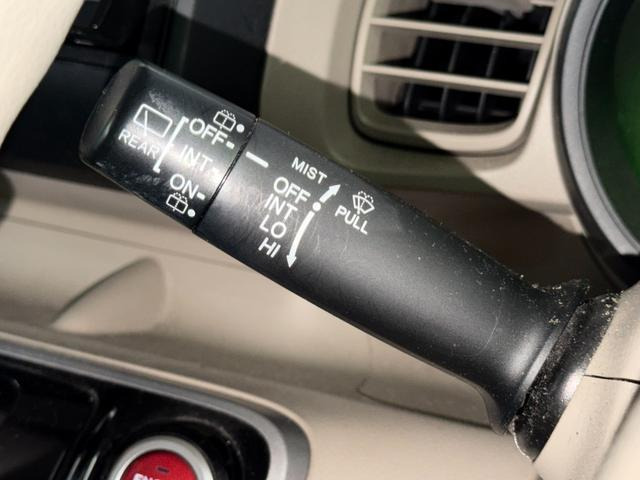 OFF
INT
ON
REAR
MIST
OFF
INT
LO
HI
PULL